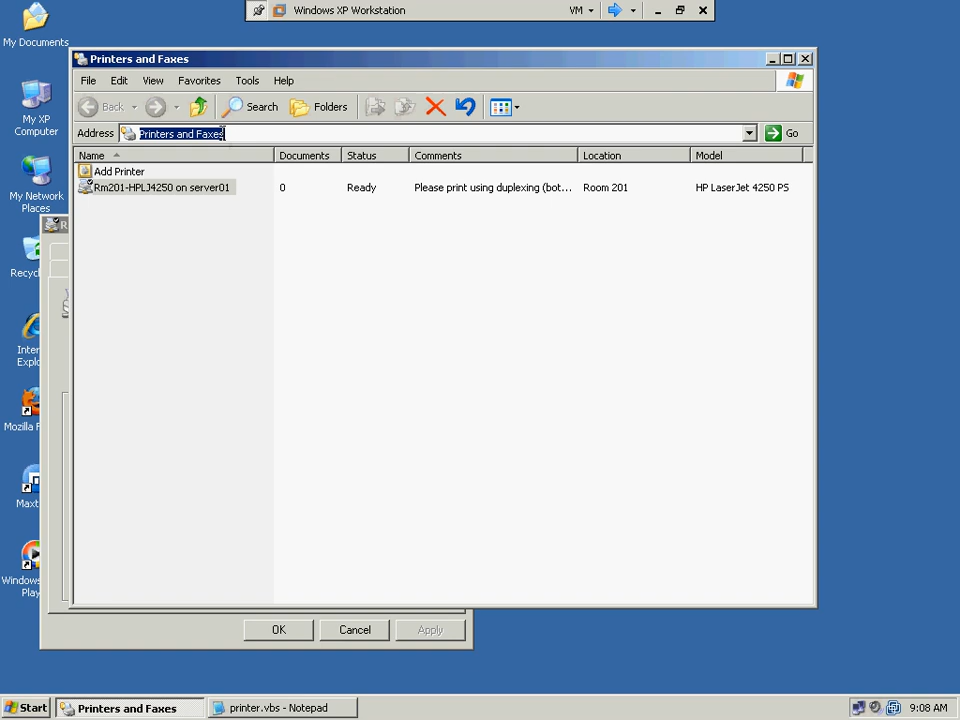 Windows XP Workstation
VM
My Documents
Printers and Faxes
File Edit View Favorites Tools Help
Back Search Folders
My XP
Computer
Address Printers and Faxes Go
Name Documents Status Comments Location Model
Add Printer
Rm201-HPLJ4250 on server01 0 Ready Please print using duplexing (bot... Room 201 HP LaserJet 4250 PS
My Network
Places
R
Recyc
Inter
Explo
Mozilla F
Maxt
Windows
Play
OK Cancel Apply
Start Printers and Faxes printer.vbs - Notepad 9:08 AM